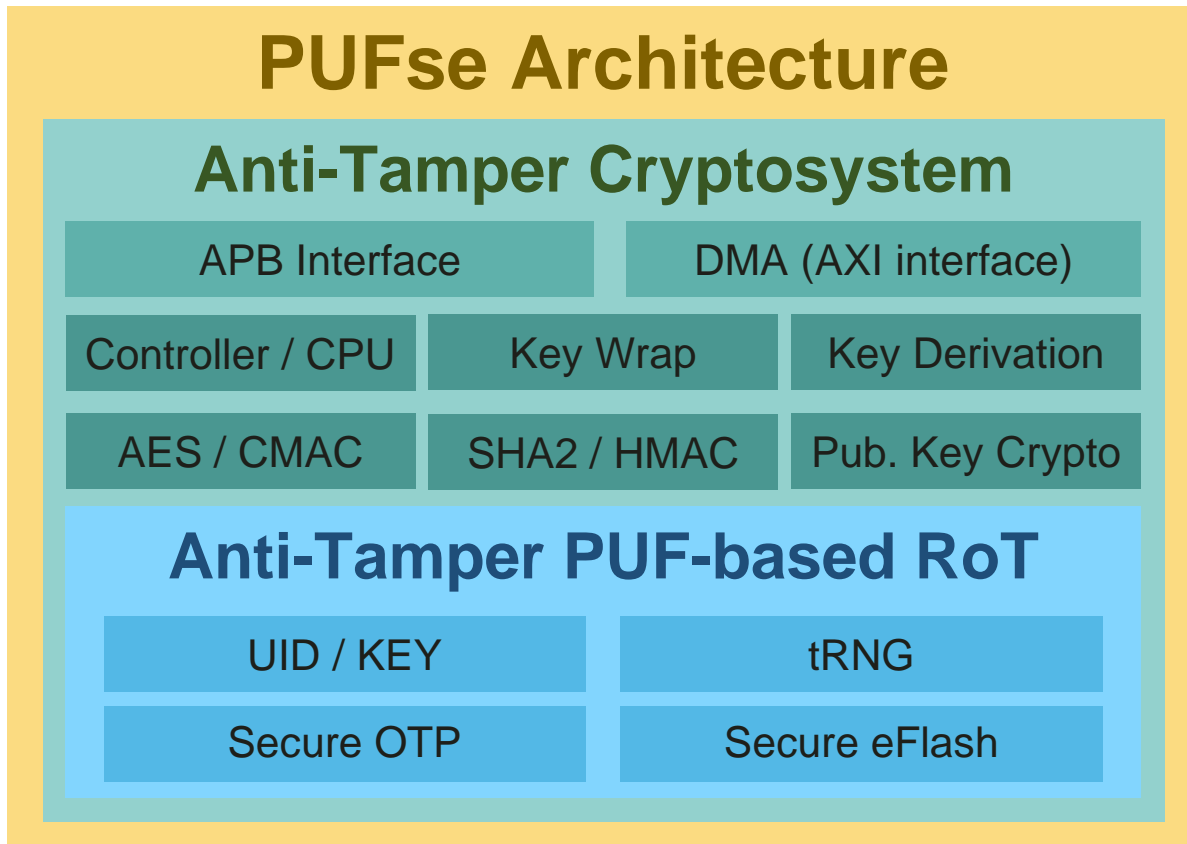 PUFse Architecture
Anti-Tamper Cryptosystem
APB Interface
DMA (AXI interface)
Controller / CPU
Key Wrap
Key Derivation
AES / CMAC
SHA2 / HMAC
Pub. Key Crypto
Anti-Tamper PUF-based RoT
UID / KEY
tRNG
Secure OTP
Secure eFlash